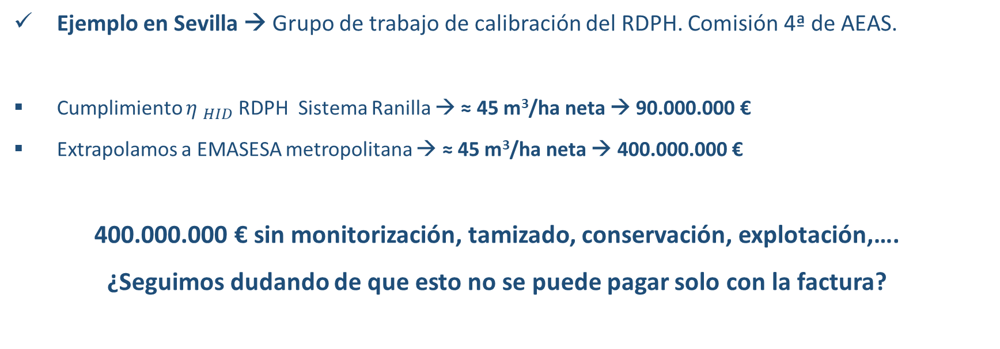 ✓ Ejemplo en Sevilla → Grupo de trabajo de calibración del RDPH. Comisión 4ª de AEAS.
▪ Cumplimiento η HID RDPH Sistema Ranilla → ≈ 45 m³/ha neta → 90.000.000 €
▪ Extrapolamos a EMASESA metropolitana → ≈ 45 m³/ha neta → 400.000.000 €
400.000.000 € sin monitorización, tamizado, conservación, explotación,….
¿Seguimos dudando de que esto no se puede pagar solo con la factura?